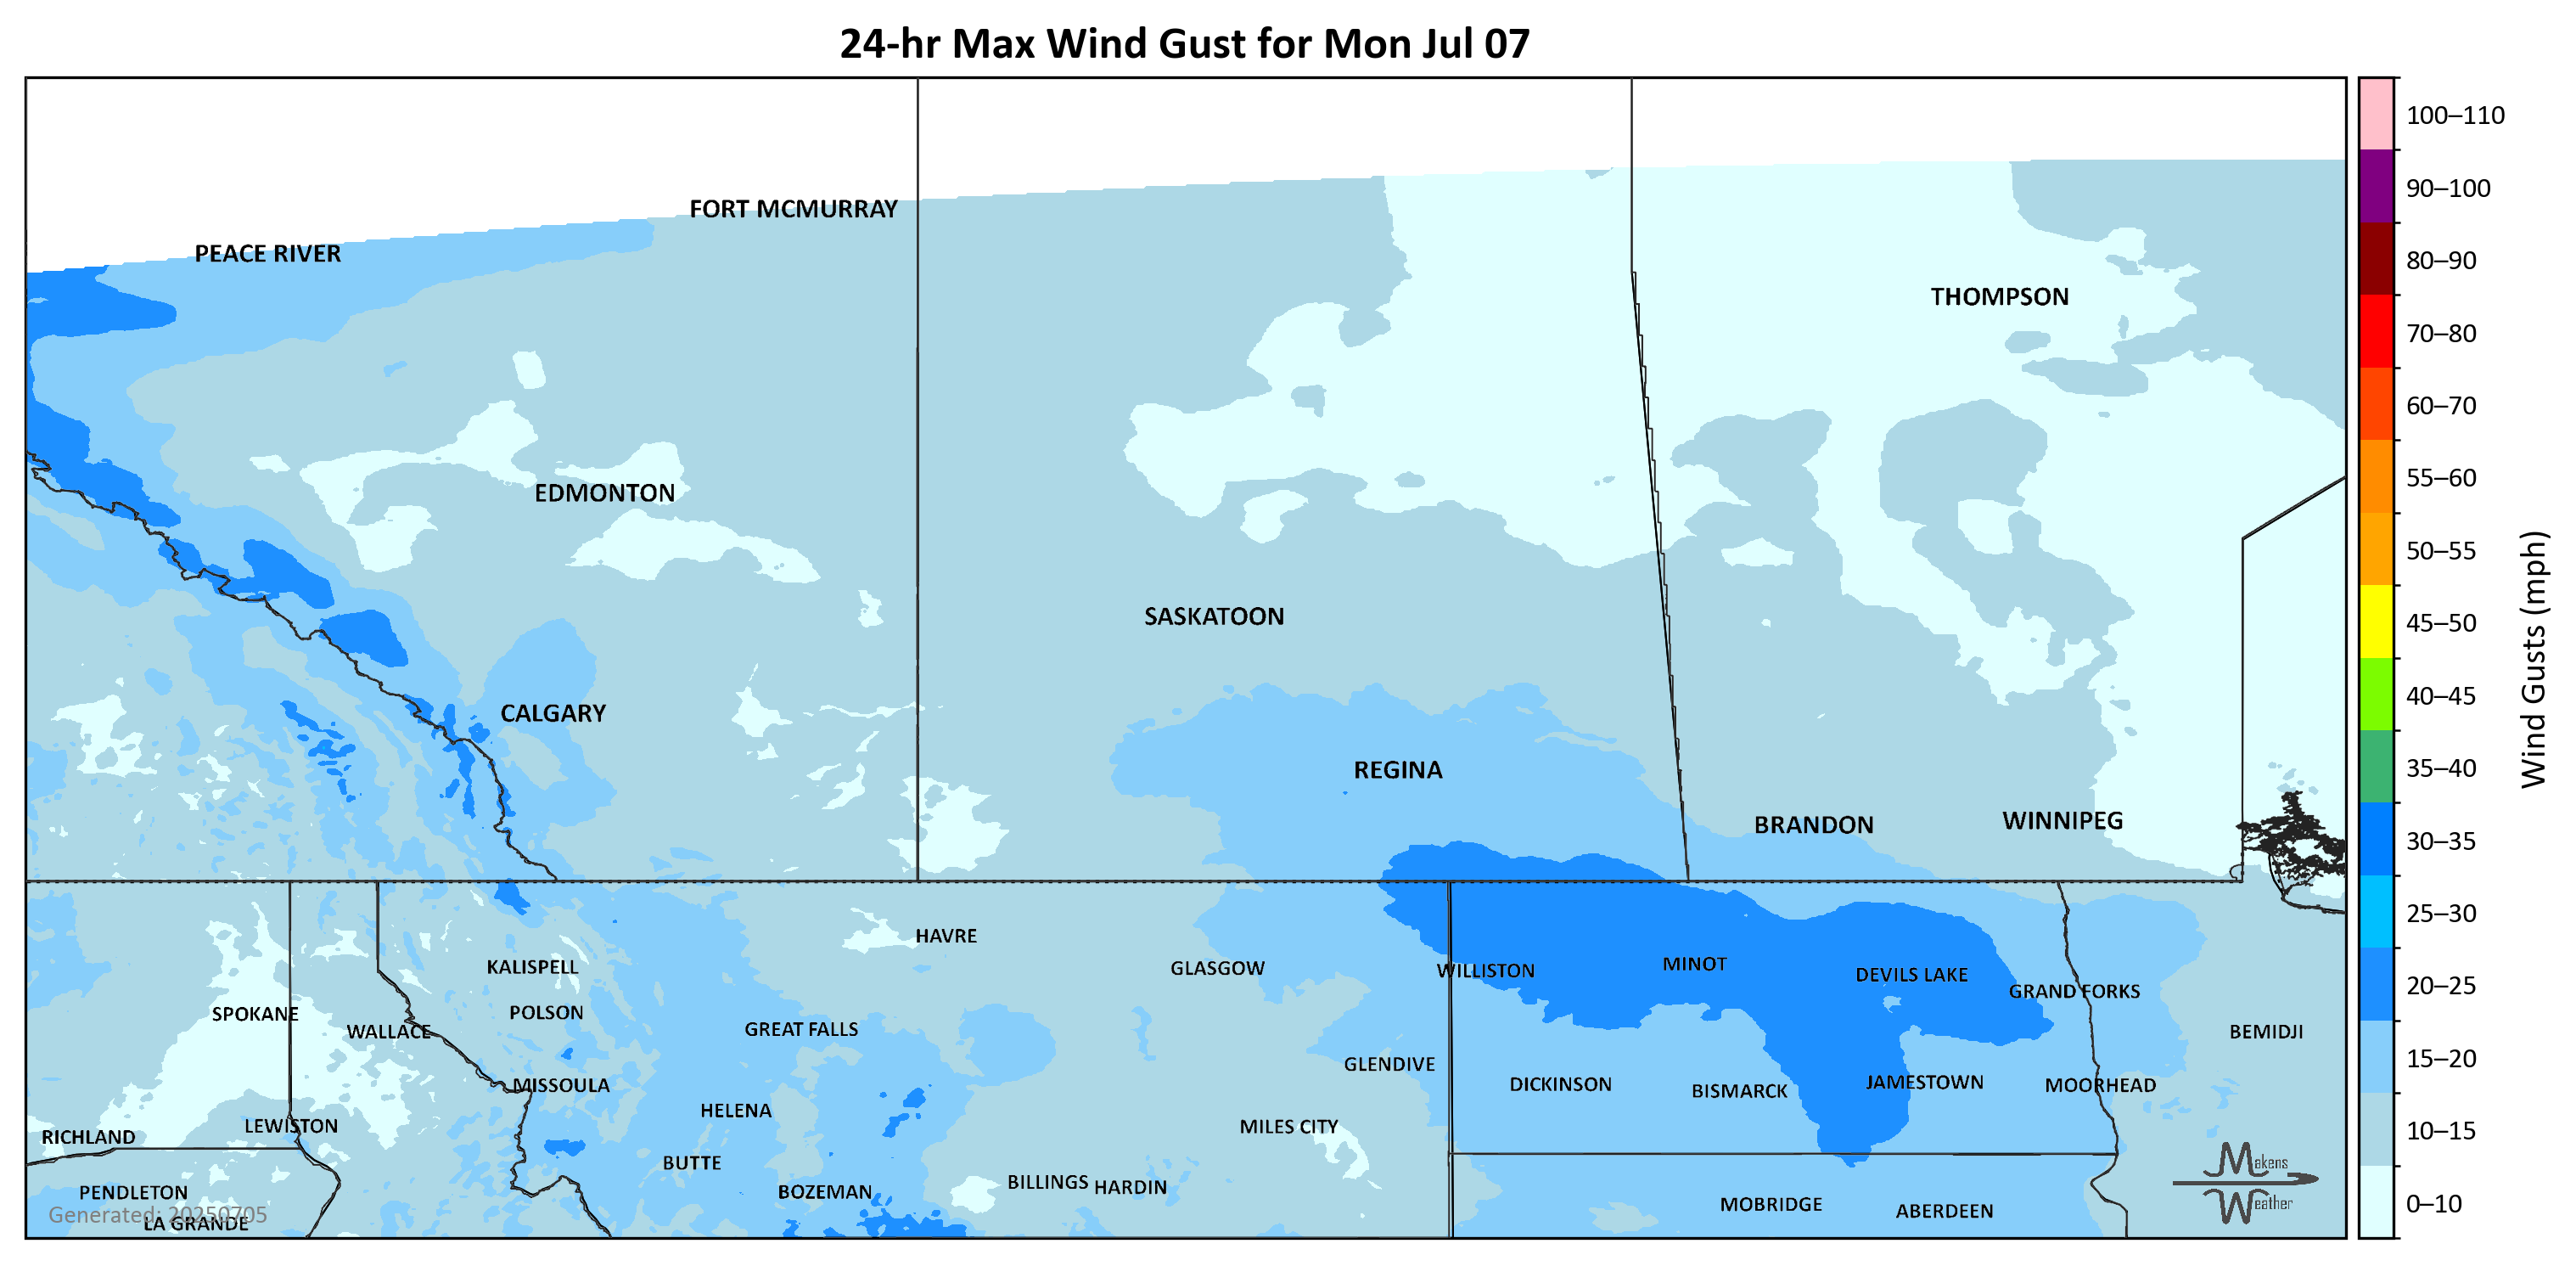 24-hr Max Wind Gust for Mon Jul 07
100–110
90–100
80–90
70–80
60–70
55–60
50–55
45–50
40–45
35–40
30–35
25–30
20–25
15–20
10–15
0–10
Wind Gusts (mph)
FORT MCMURRAY
PEACE RIVER
THOMPSON
EDMONTON
SASKATOON
CALGARY
REGINA
BRANDON
WINNIPEG
HAVRE
KALISPELL
GLASGOW
WILLISTON
MINOT
DEVILS LAKE
GRAND FORKS
SPOKANE
POLSON
WALLACE
GREAT FALLS
BEMIDJI
GLENDIVE
MISSOULA
DICKINSON
BISMARCK
JAMESTOWN
MOORHEAD
HELENA
LEWISTON
MILES CITY
RICHLAND
BUTTE
PENDLETON
BOZEMAN
BILLINGS
HARDIN
MOBRIDGE
ABERDEEN
Generated: 20250705
LA GRANDE
Makens
Weather